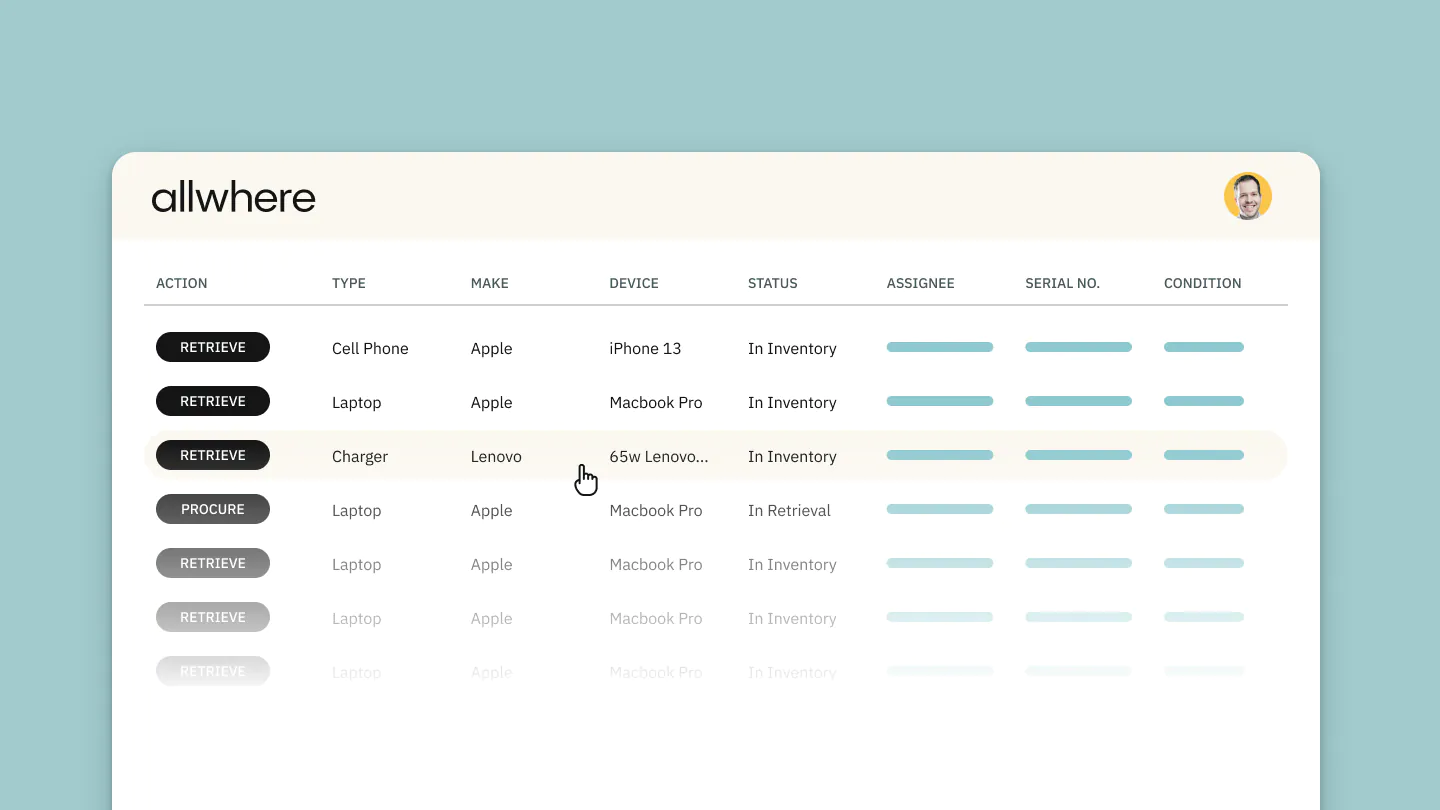 allwhere
ACTION TYPE MAKE DEVICE STATUS ASSIGNEE SERIAL NO. CONDITION
RETRIEVE Cell Phone Apple iPhone 13 In Inventory
RETRIEVE Laptop Apple Macbook Pro In Inventory
RETRIEVE Charger Lenovo 65w Lenovo... In Inventory
PROCURE Laptop Apple Macbook Pro In Retrieval
RETRIEVE Laptop Apple Macbook Pro In Inventory
RETRIEVE Laptop Apple Macbook Pro In Inventory
RETRIEVE Laptop Apple Macbook Pro In Inventory